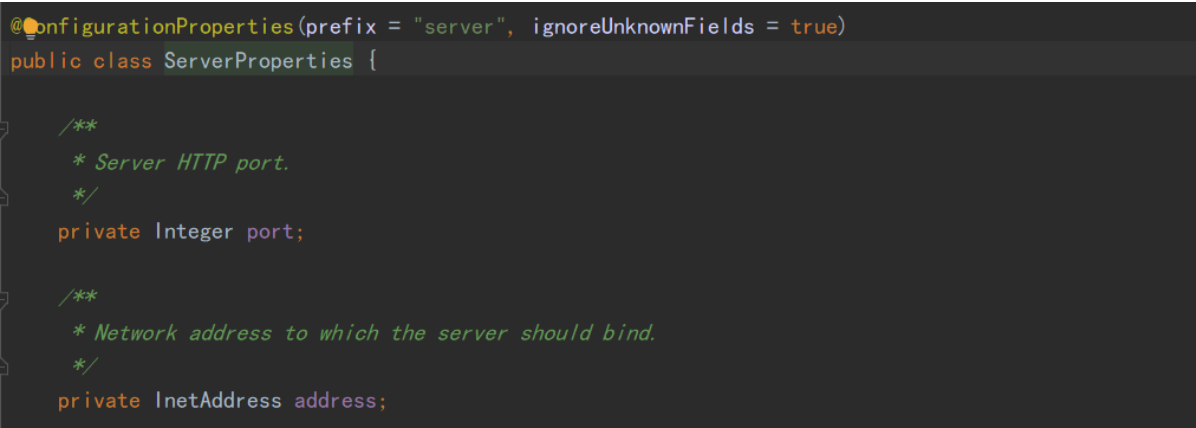 @ConfigurationProperties(prefix = "server", ignoreUnknownFields = true)
public class ServerProperties {
/**
* Server HTTP port.
*/
private Integer port;
/**
* Network address to which the server should bind.
*/
private InetAddress address;